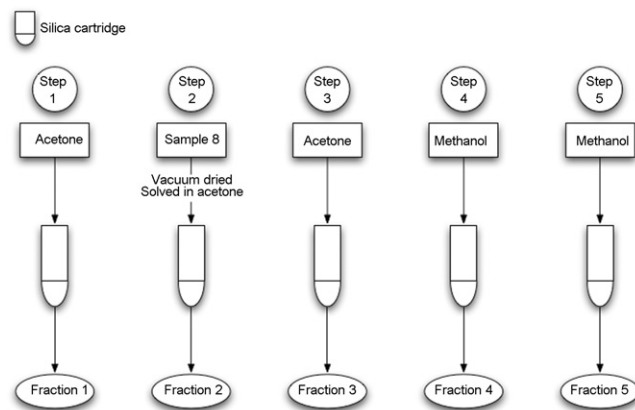 Silica cartridge
Step
1
Step
2
Step
3
Step
4
Step
5
Acetone
Sample 8
Acetone
Methanol
Methanol
Vacuum dried
Solved in acetone
Fraction 1
Fraction 2
Fraction 3
Fraction 4
Fraction 5